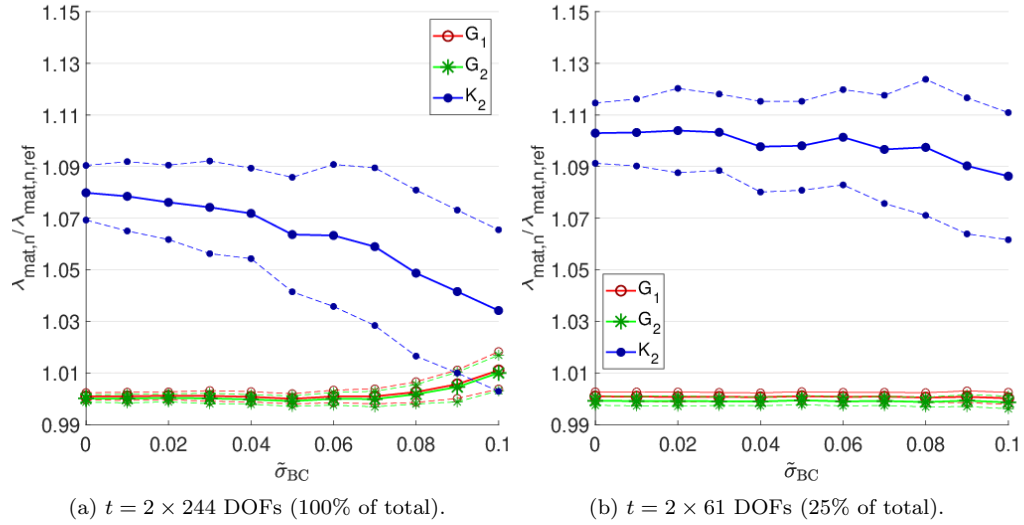 1.15
1.13
1.11
1.09
1.07
1.05
1.03
1.01
0.99
λmat,n/λmat,n,ref
G1
G2
K2
0 0.02 0.04 0.06 0.08 0.1
σ̃BC
(a) t = 2 × 244 DOFs (100% of total).
1.15
1.13
1.11
1.09
1.07
1.05
1.03
1.01
0.99
λmat,n/λmat,n,ref
G1
G2
K2
0 0.02 0.04 0.06 0.08 0.1
σ̃BC
(b) t = 2 × 61 DOFs (25% of total).